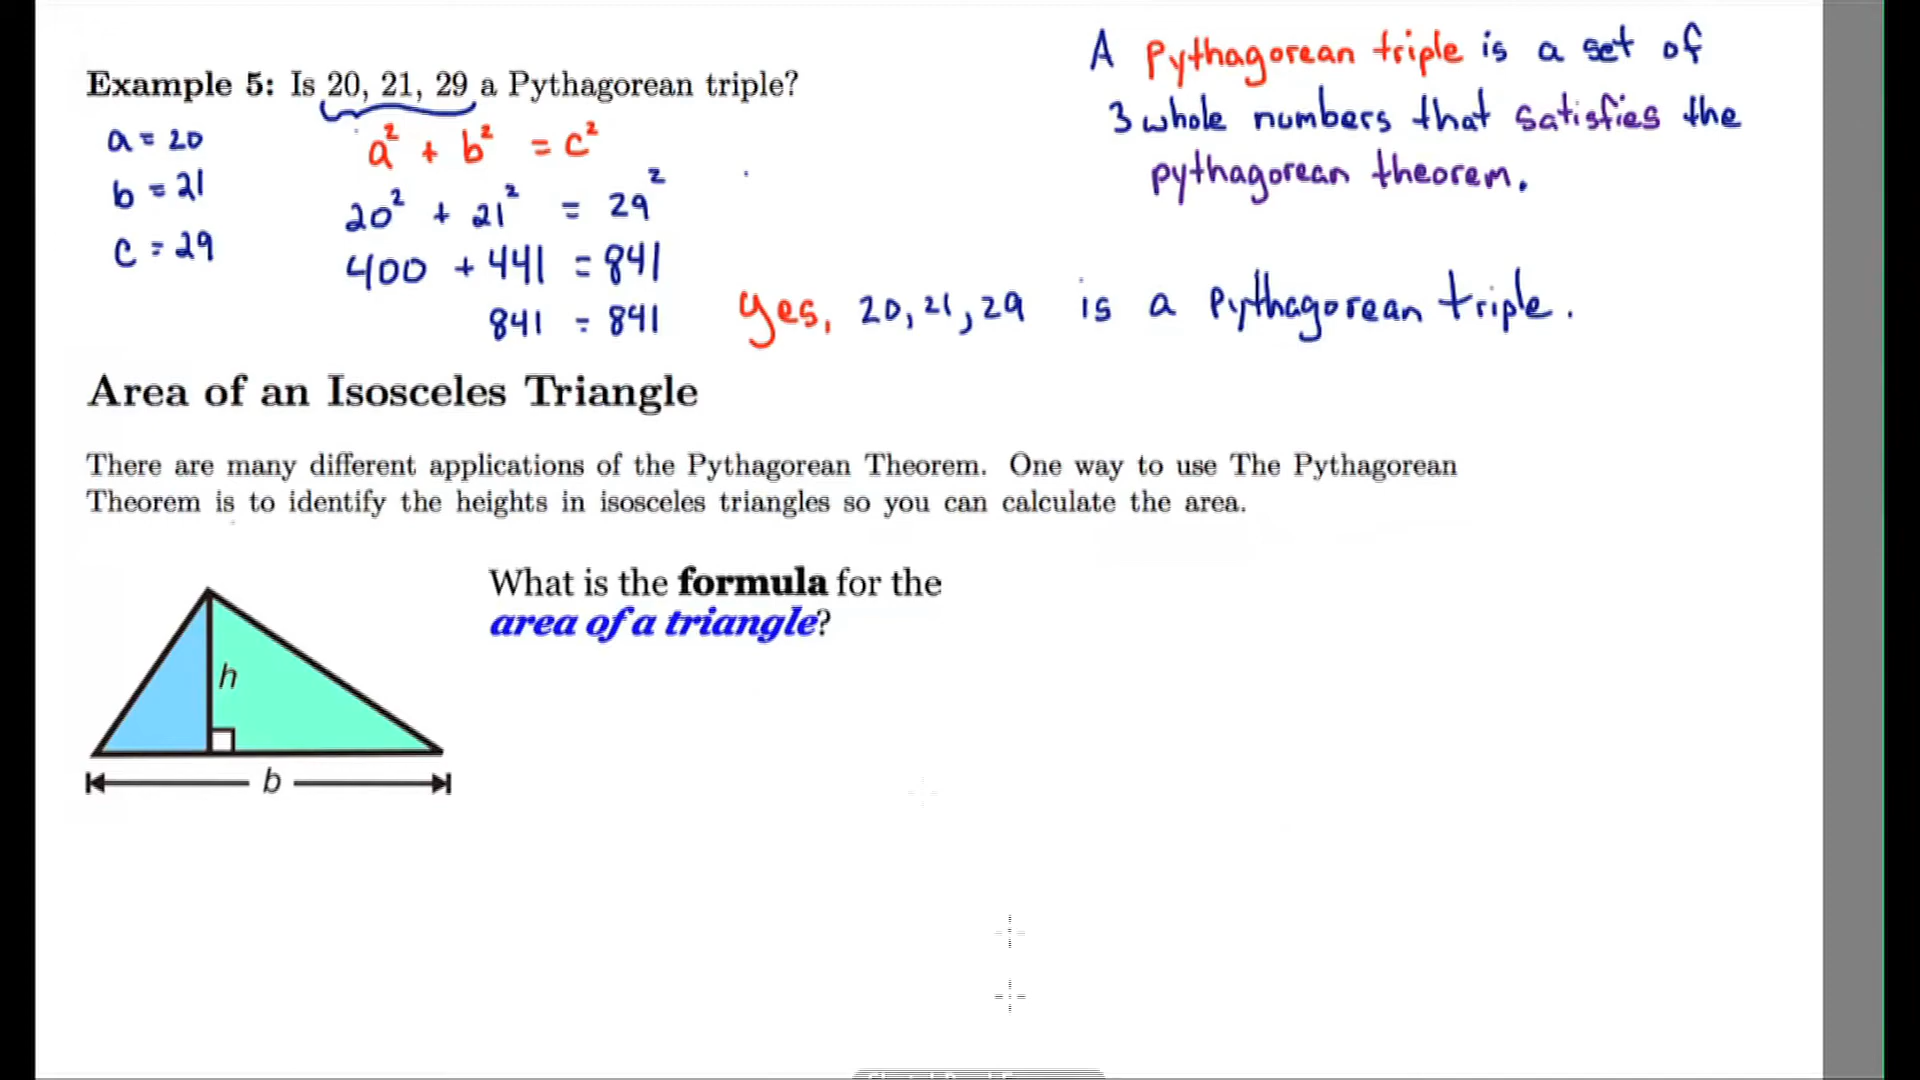 Example 5: Is 20, 21, 29 a Pythagorean triple?
a = 20
b = 21
c = 29
a² + b² = c²
20² + 21² = 29²
400 + 441 = 841
841 = 841
A pythagorean triple is a set of
3 whole numbers that satisfies the
pythagorean theorem.
yes, 20, 21, 29 is a pythagorean triple.
Area of an Isosceles Triangle
There are many different applications of the Pythagorean Theorem. One way to use The Pythagorean
Theorem is to identify the heights in isosceles triangles so you can calculate the area.
What is the formula for the
area of a triangle?
h
b